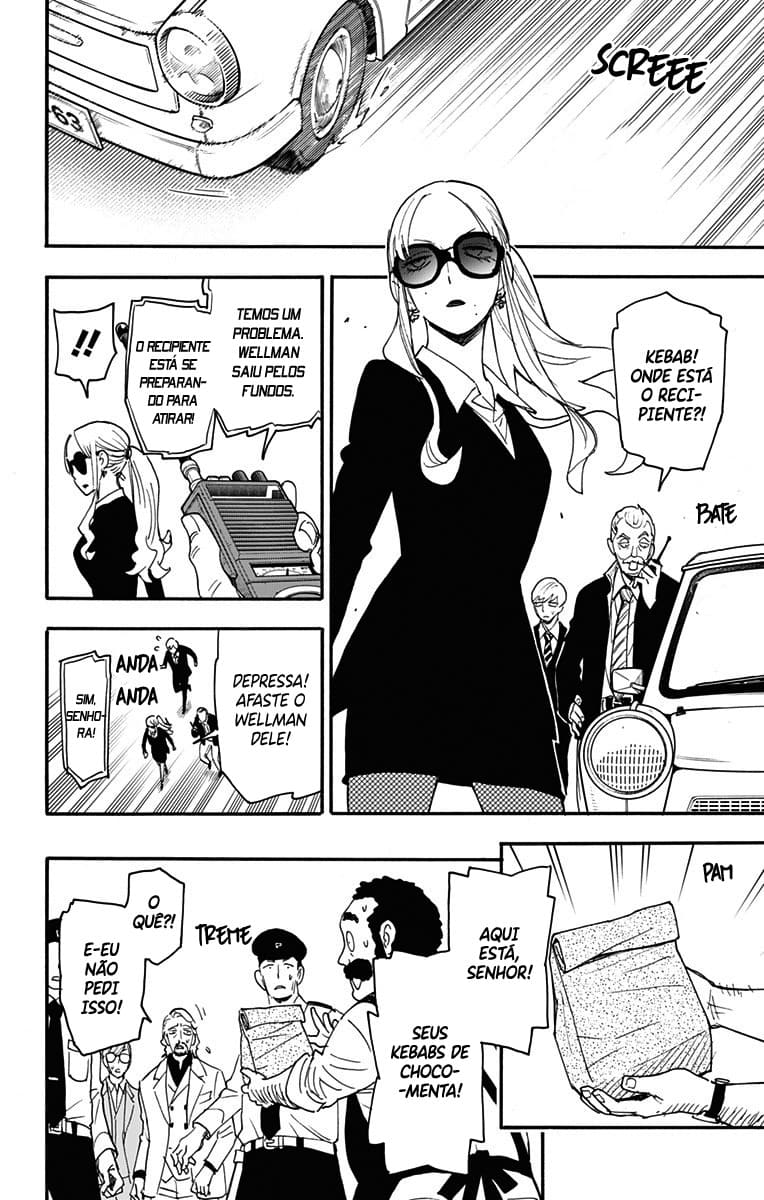 SCREEE
63
KEBAB!
ONDE ESTÁ
O RECI-
PIENTE?!
BATE
TEMOS UM
PROBLEMA.
WELLMAN
SAIU PELOS
FUNDOS.
O RECIPIENTE
ESTÁ SE
PREPARAN-
DO PARA
ATIRAR!
!!
DEPRESSA!
AFASTE O
WELLMAN
DELE!
ANDA
ANDA
SIM,
SENHO-
RA!
PAM
AQUI
ESTÁ,
SENHOR!
SEUS
KEBABS DE
CHOCO-
-MENTA!
TREME
O
QUÊ?!
E-EU
NÃO
PEDI
ISSO!